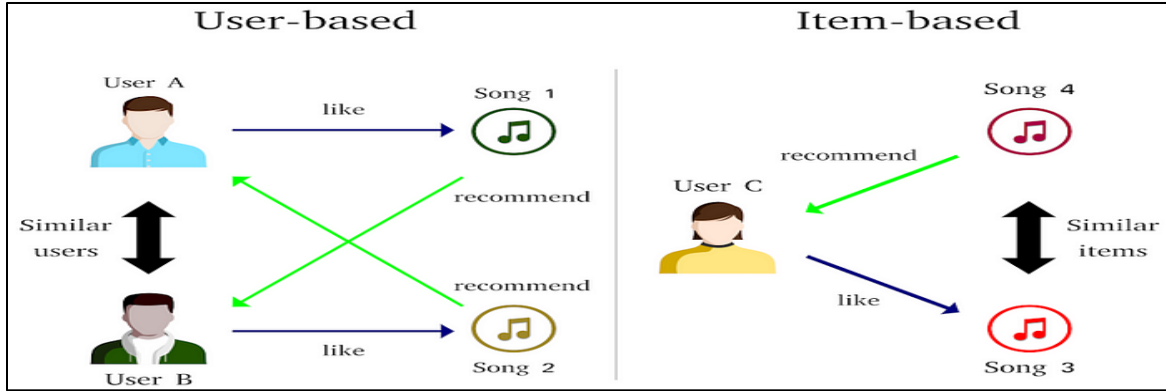 User-based
User A
like
Song 1
recommend
Similar
users
recommend
like
User B
Song 2
Item-based
Song 4
recommend
User C
Similar
items
like
Song 3